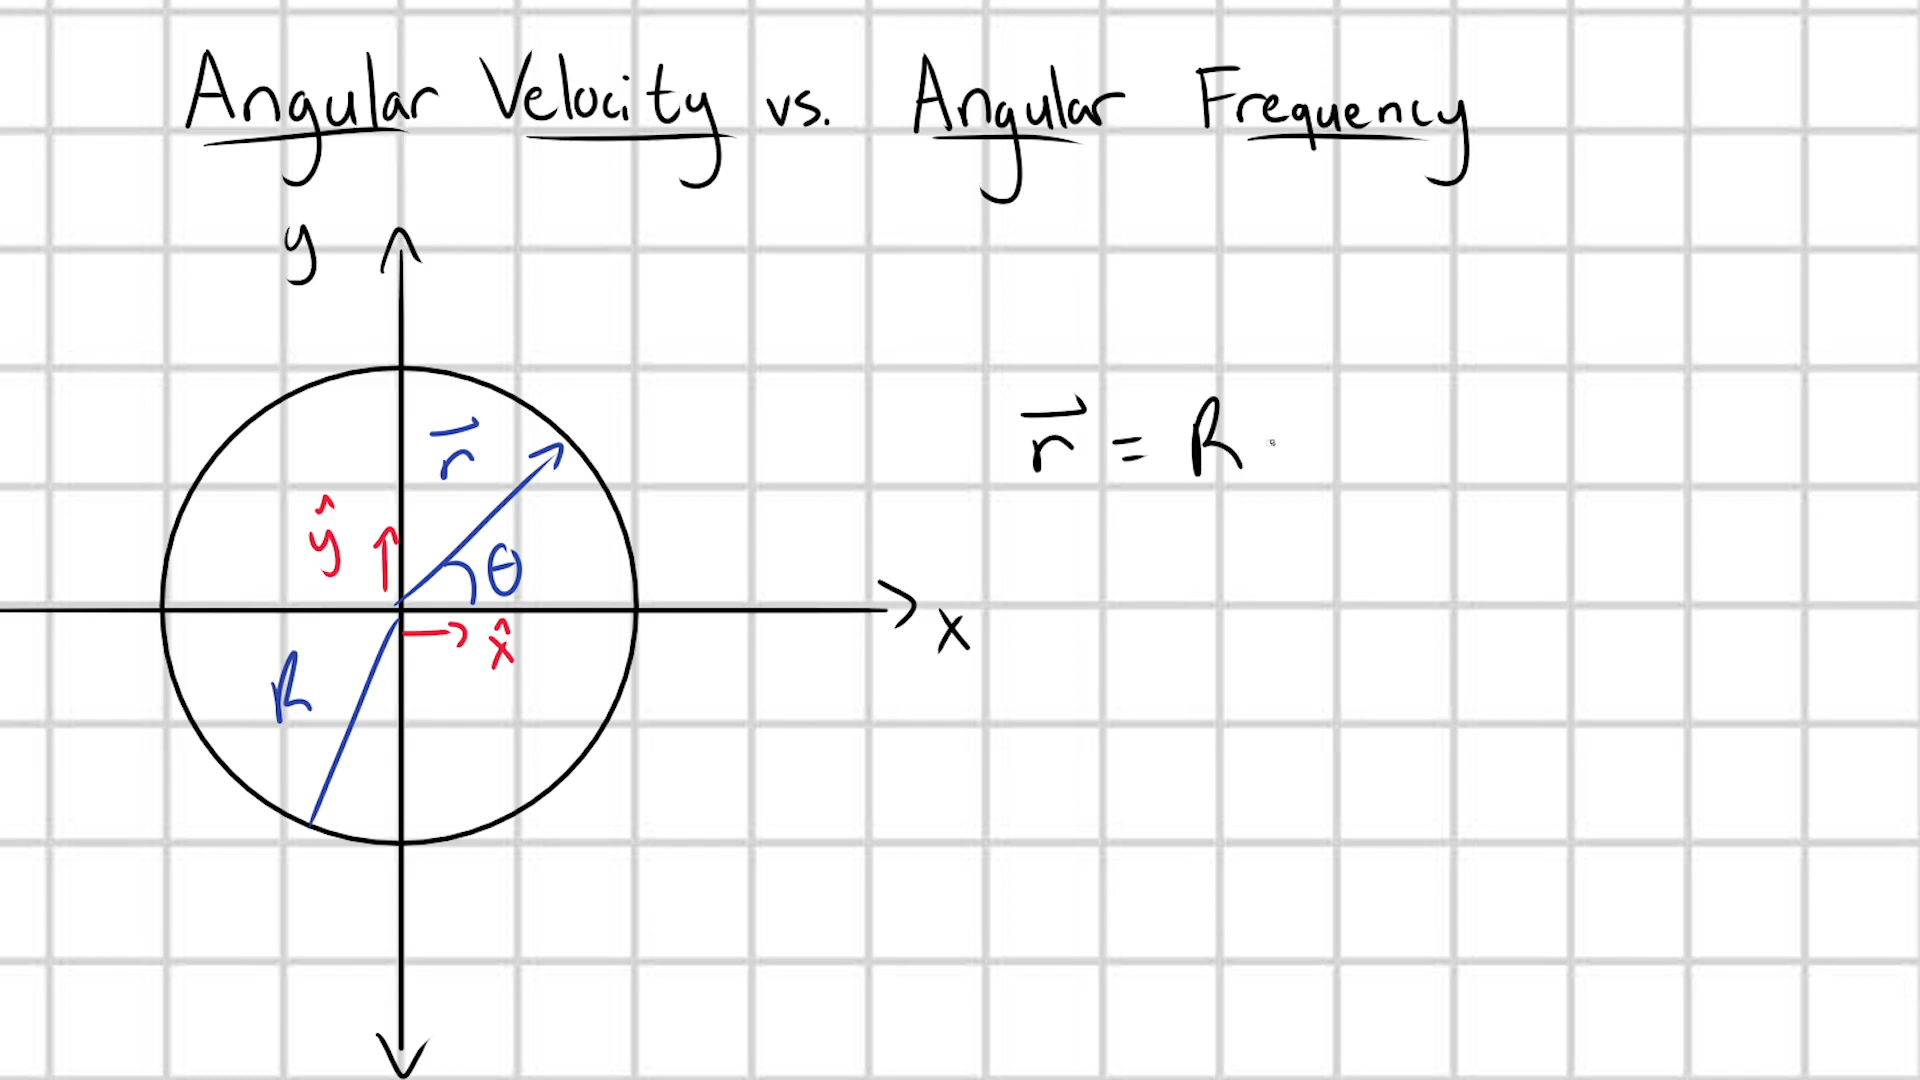 Angular Velocity vs. Angular Frequency
y
r⃗
r⃗ = R
ŷ
θ
x̂
x
R